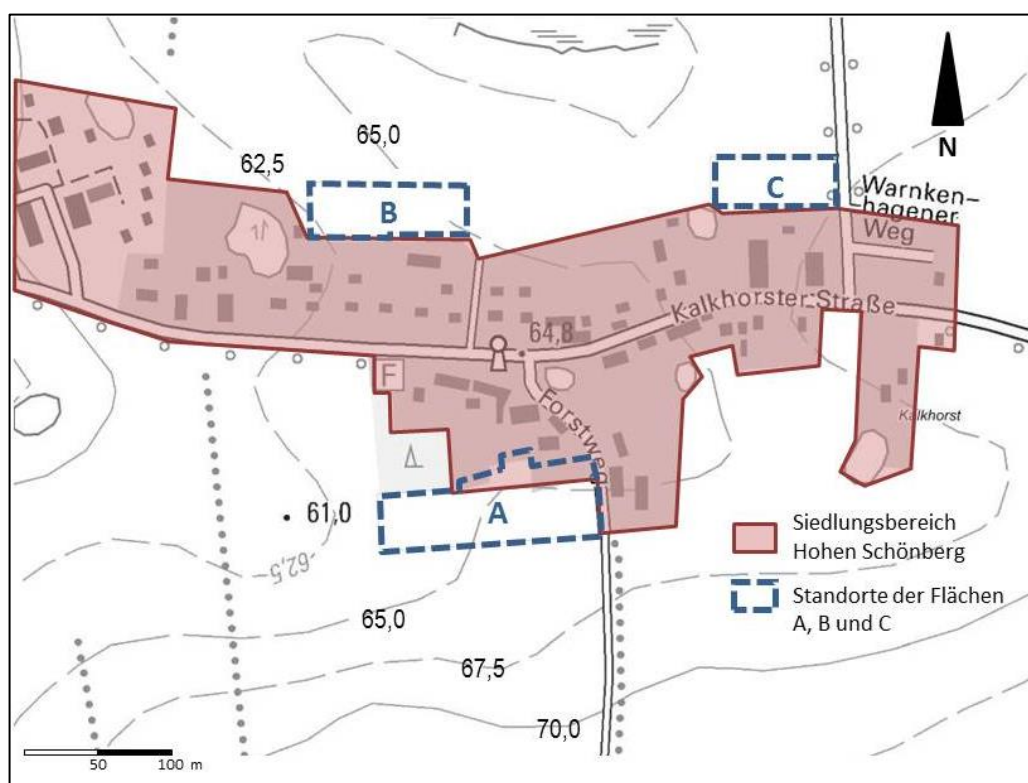 65,0
62,5
B
C
N
Warnken-
hagener
Weg
Kalkhorster Straße
64,8
F
Forstweg
Kalkhorst
A
61,0
62,5
65,0
67,5
70,0
Siedlungsbereich
Hohen Schönberg
Standorte der Flächen
A, B und C
50 100 m